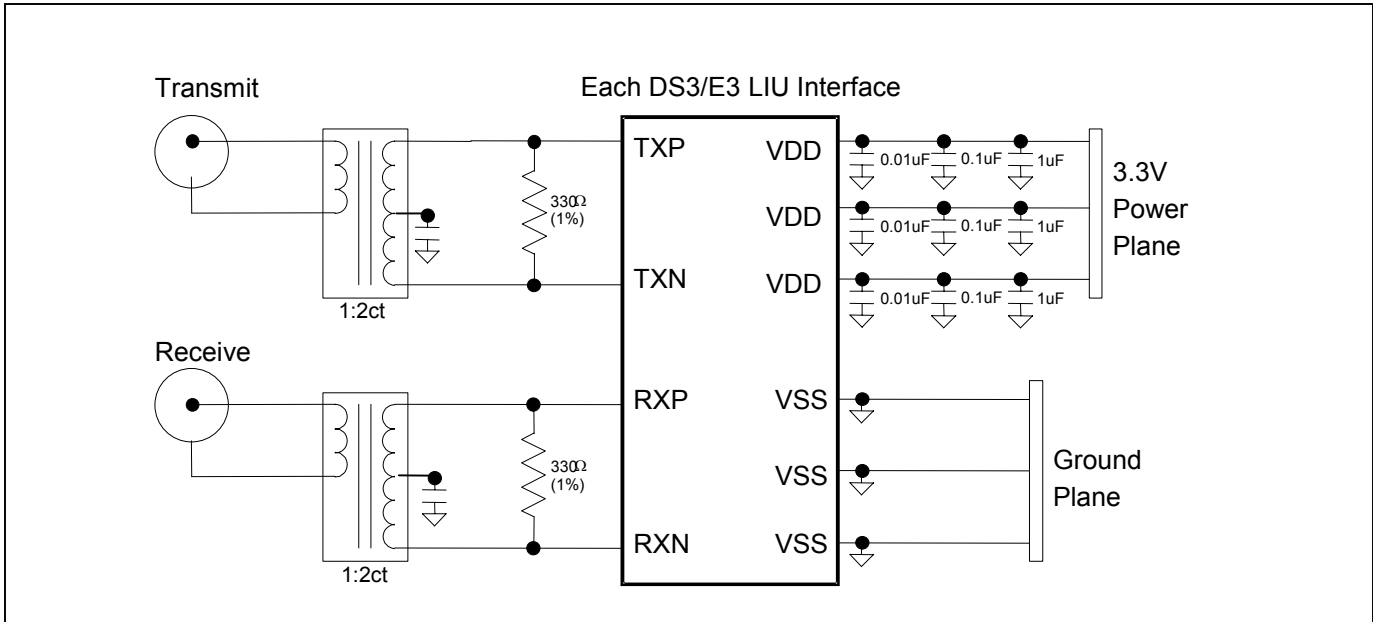 Transmit
Each DS3/E3 LIU Interface
TXP
VDD
0.01uF
0.1uF
1uF
3.3V
Power
Plane
330Ω
(1%)
VDD
0.01uF
0.1uF
1uF
TXN
VDD
0.01uF
0.1uF
1uF
1:2ct
Receive
RXP
VSS
330Ω
(1%)
VSS
Ground
Plane
RXN
VSS
1:2ct